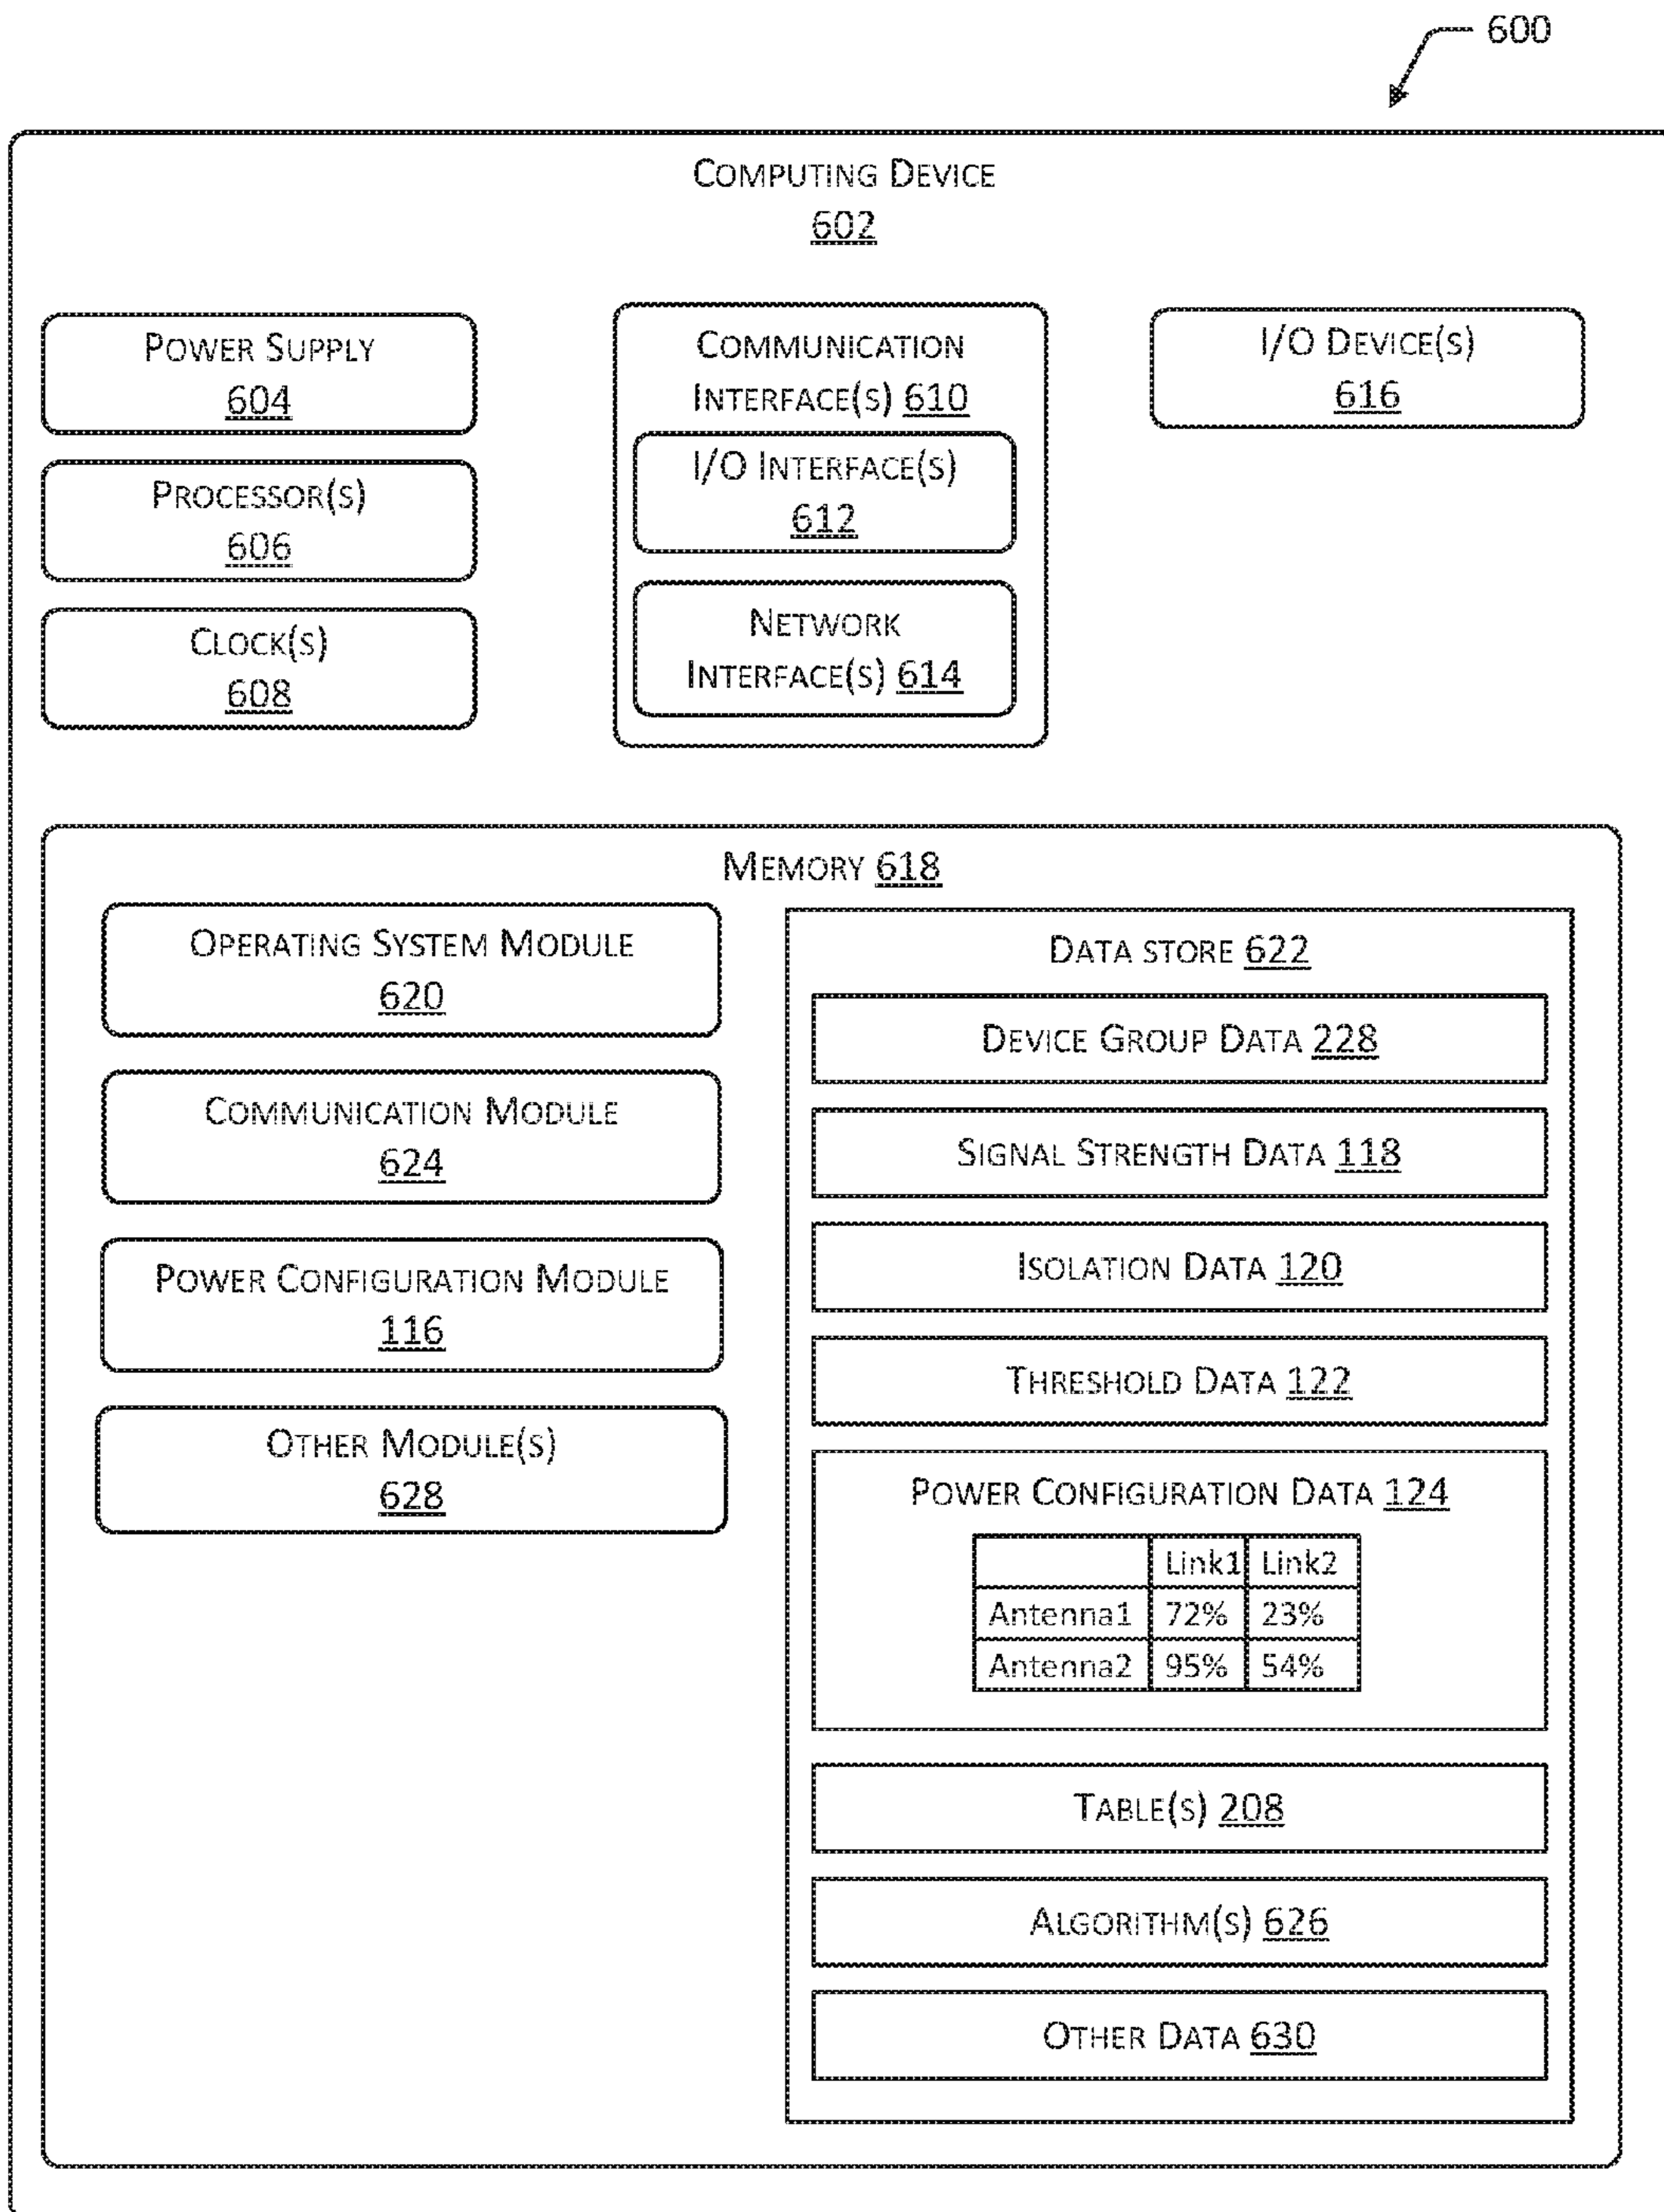 600
COMPUTING DEVICE
602
POWER SUPPLY
604
PROCESSOR(S)
606
CLOCK(S)
608
COMMUNICATION
INTERFACE(S) 610
I/O INTERFACE(S)
612
NETWORK
INTERFACE(S) 614
I/O DEVICE(S)
616
MEMORY 618
OPERATING SYSTEM MODULE
620
COMMUNICATION MODULE
624
POWER CONFIGURATION MODULE
116
OTHER MODULE(S)
628
DATA STORE 622
DEVICE GROUP DATA 228
SIGNAL STRENGTH DATA 118
ISOLATION DATA 120
THRESHOLD DATA 122
POWER CONFIGURATION DATA 124
Link1 Link2
Antenna1 72% 23%
Antenna2 95% 54%
TABLE(S) 208
ALGORITHM(S) 626
OTHER DATA 630